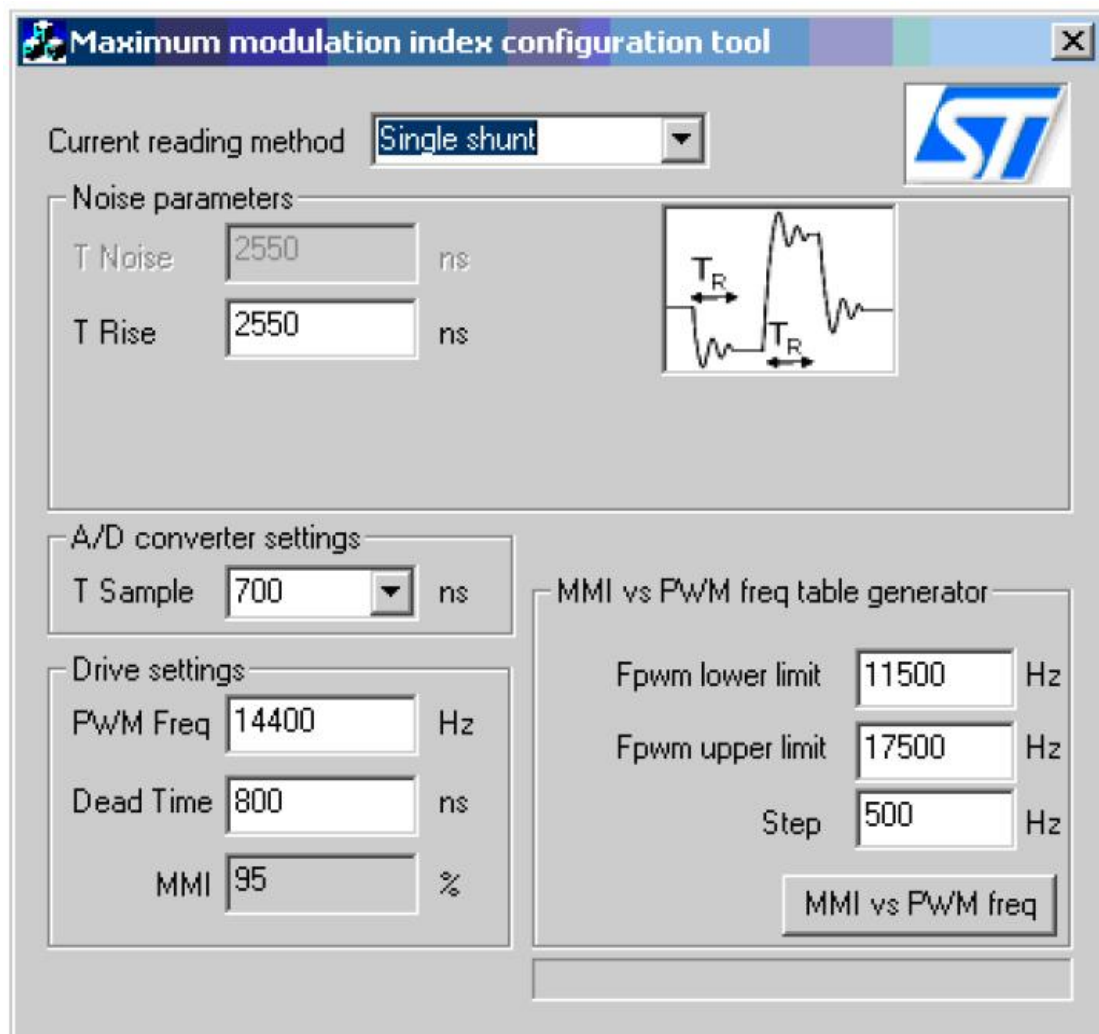 Maximum modulation index configuration tool
Current reading method Single shunt
ST
Noise parameters
T Noise 2550 ns
T Rise 2550 ns
TR
TR
A/D converter settings
T Sample 700 ns
Drive settings
PWM Freq 14400 Hz
Dead Time 800 ns
MMI 95 %
MMI vs PWM freq table generator
Fpwm lower limit 11500 Hz
Fpwm upper limit 17500 Hz
Step 500 Hz
MMI vs PWM freq